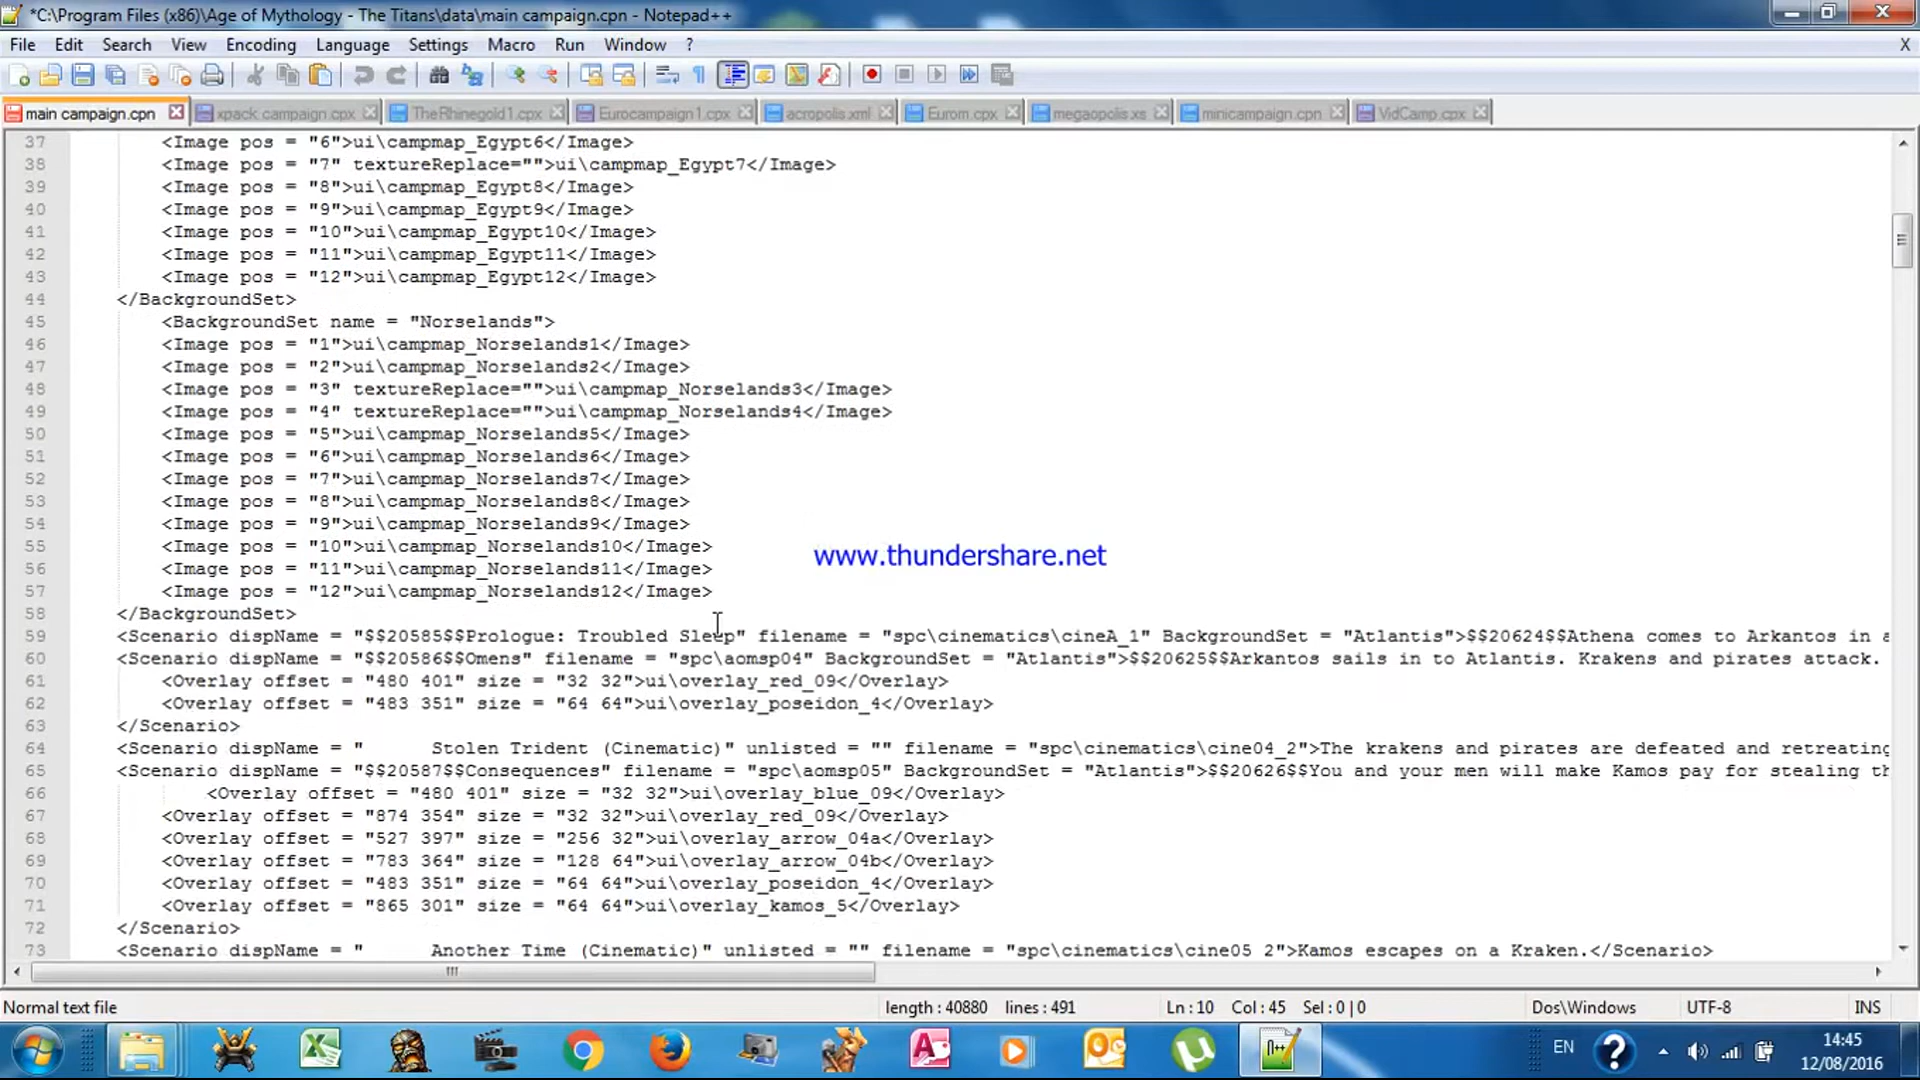 *C:\Program Files (x86)\Age of Mythology - The Titans\data\main campaign.cpn - Notepad++
File Edit Search View Encoding Language Settings Macro Run Window ? X
main campaign.cpn xpack campaign.cpx TheRhinegold1.cpx Eurocampaign1.cpx acropolis.xml Eurom.cpx megaopolis.xs minicampaign.cpn VidCamp.cpx
37 <Image pos = "6">ui\campmap_Egypt6</Image>
38 <Image pos = "7" textureReplace="">ui\campmap_Egypt7</Image>
39 <Image pos = "8">ui\campmap_Egypt8</Image>
40 <Image pos = "9">ui\campmap_Egypt9</Image>
41 <Image pos = "10">ui\campmap_Egypt10</Image>
42 <Image pos = "11">ui\campmap_Egypt11</Image>
43 <Image pos = "12">ui\campmap_Egypt12</Image>
44 </BackgroundSet>
45 <BackgroundSet name = "Norselands">
46 <Image pos = "1">ui\campmap_Norselands1</Image>
47 <Image pos = "2">ui\campmap_Norselands2</Image>
48 <Image pos = "3" textureReplace="">ui\campmap_Norselands3</Image>
49 <Image pos = "4" textureReplace="">ui\campmap_Norselands4</Image>
50 <Image pos = "5">ui\campmap_Norselands5</Image>
51 <Image pos = "6">ui\campmap_Norselands6</Image>
52 <Image pos = "7">ui\campmap_Norselands7</Image>
53 <Image pos = "8">ui\campmap_Norselands8</Image>
54 <Image pos = "9">ui\campmap_Norselands9</Image>
55 <Image pos = "10">ui\campmap_Norselands10</Image>
www.thundershare.net
56 <Image pos = "11">ui\campmap_Norselands11</Image>
57 <Image pos = "12">ui\campmap_Norselands12</Image>
58 </BackgroundSet>
59 <Scenario dispName = "$$20585$$Prologue: Troubled Sleep" filename = "spc\cinematics\cineA_1" BackgroundSet = "Atlantis">$$20624$$Athena comes to Arkantos in a
60 <Scenario dispName = "$$20586$$Omens" filename = "spc\aomsp04" BackgroundSet = "Atlantis">$$20625$$Arkantos sails in to Atlantis. Krakens and pirates attack.
61 <Overlay offset = "480 401" size = "32 32">ui\overlay_red_09</Overlay>
62 <Overlay offset = "483 351" size = "64 64">ui\overlay_poseidon_4</Overlay>
63 </Scenario>
64 <Scenario dispName = "      Stolen Trident (Cinematic)" unlisted = "" filename = "spc\cinematics\cine04_2">The krakens and pirates are defeated and retreating
65 <Scenario dispName = "$$20587$$Consequences" filename = "spc\aomsp05" BackgroundSet = "Atlantis">$$20626$$You and your men will make Kamos pay for stealing th
66 <Overlay offset = "480 401" size = "32 32">ui\overlay_blue_09</Overlay>
67 <Overlay offset = "874 354" size = "32 32">ui\overlay_red_09</Overlay>
68 <Overlay offset = "527 397" size = "256 32">ui\overlay_arrow_04a</Overlay>
69 <Overlay offset = "783 364" size = "128 64">ui\overlay_arrow_04b</Overlay>
70 <Overlay offset = "483 351" size = "64 64">ui\overlay_poseidon_4</Overlay>
71 <Overlay offset = "865 301" size = "64 64">ui\overlay_kamos_5</Overlay>
72 </Scenario>
73 <Scenario dispName = "      Another Time (Cinematic)" unlisted = "" filename = "spc\cinematics\cine05_2">Kamos escapes on a Kraken.</Scenario>
Normal text file length : 40880 lines : 491 Ln : 10 Col : 45 Sel : 0 | 0 Dos\Windows UTF-8 INS
EN 14:45
12/08/2016